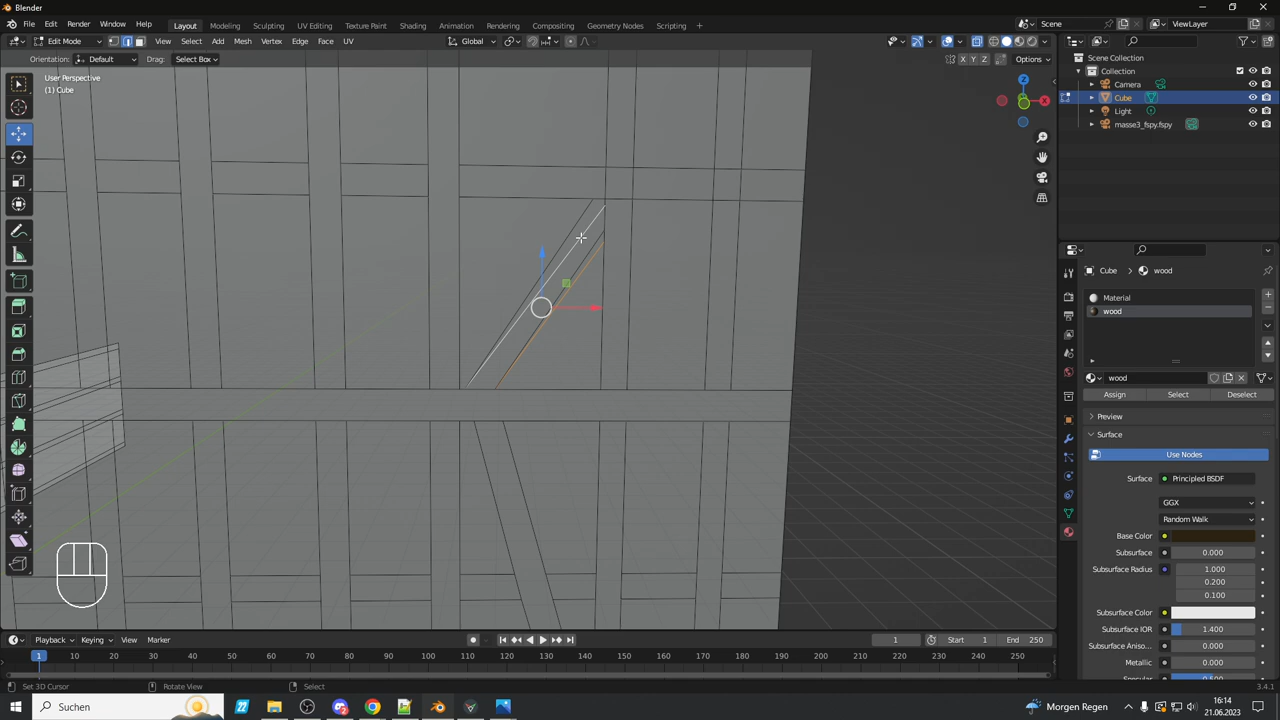 Blender
File Edit Render Window Help Layout Modeling Sculpting UV Editing Texture Paint Shading Animation Rendering Compositing Geometry Nodes Scripting + Scene ViewLayer
Edit Mode View Select Add Mesh Vertex Edge Face UV Global
Orientation: Default Drag: Select Box X Y Z Options
User Perspective
(1) Cube
Z
X
Scene Collection
Collection
Camera
Cube
Light
masse3_fspy.fspy
Cube > wood
Material
wood
wood
Assign Select Deselect
Preview
Surface
Use Nodes
Surface Principled BSDF
GGX
Random Walk
Base Color
Subsurface 0.000
Subsurface Radius 1.000
0.200
0.100
Subsurface Color
Subsurface IOR 1.400
Subsurface Aniso... 0.000
Metallic 0.000
Playback Keying View Marker 1 Start 1 End 250
1 10 20 30 40 50 60 70 80 90 100 110 120 130 140 150 160 170 180 190 200 210 220 230 240 250
Set 3D Cursor Rotate View Select 3.4.1
Suchen Morgen Regen 16:14
21.06.2023